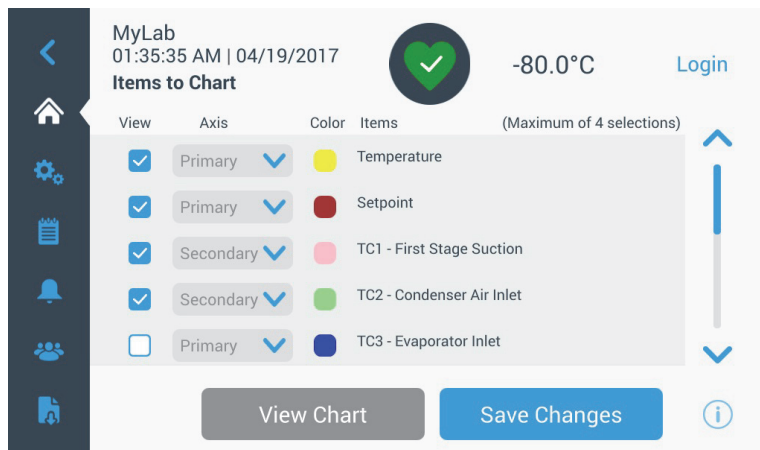 MyLab
01:35:35 AM | 04/19/2017
Items to Chart
-80.0°C
Login
View Axis Color Items (Maximum of 4 selections)
Primary Temperature
Primary Setpoint
Secondary TC1 - First Stage Suction
Secondary TC2 - Condenser Air Inlet
Primary TC3 - Evaporator Inlet
View Chart Save Changes
i